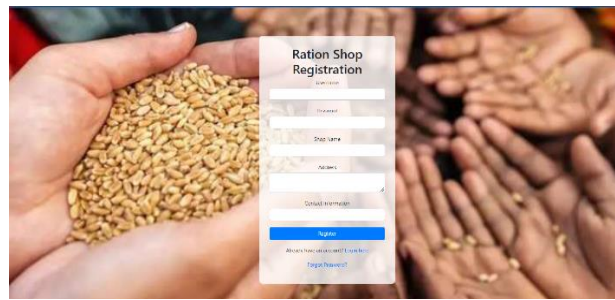 Ration Shop
Registration
Username
Password
Shop Name
Address
Contact Information
Register
Already have an account? Login here
Forgot Password?